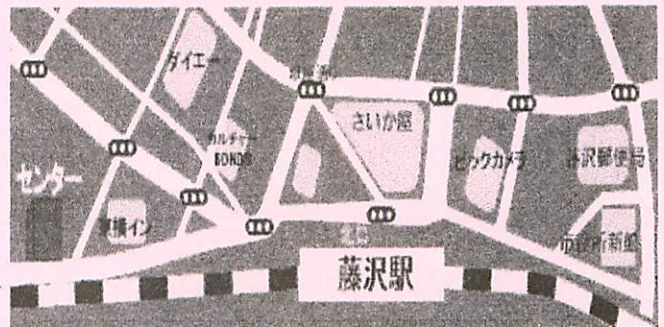 ダイエー
カルチャー
BONDS
さいか屋
ビックカメラ
藤沢郵便局
センター
東横イン
市役所新館
藤沢駅